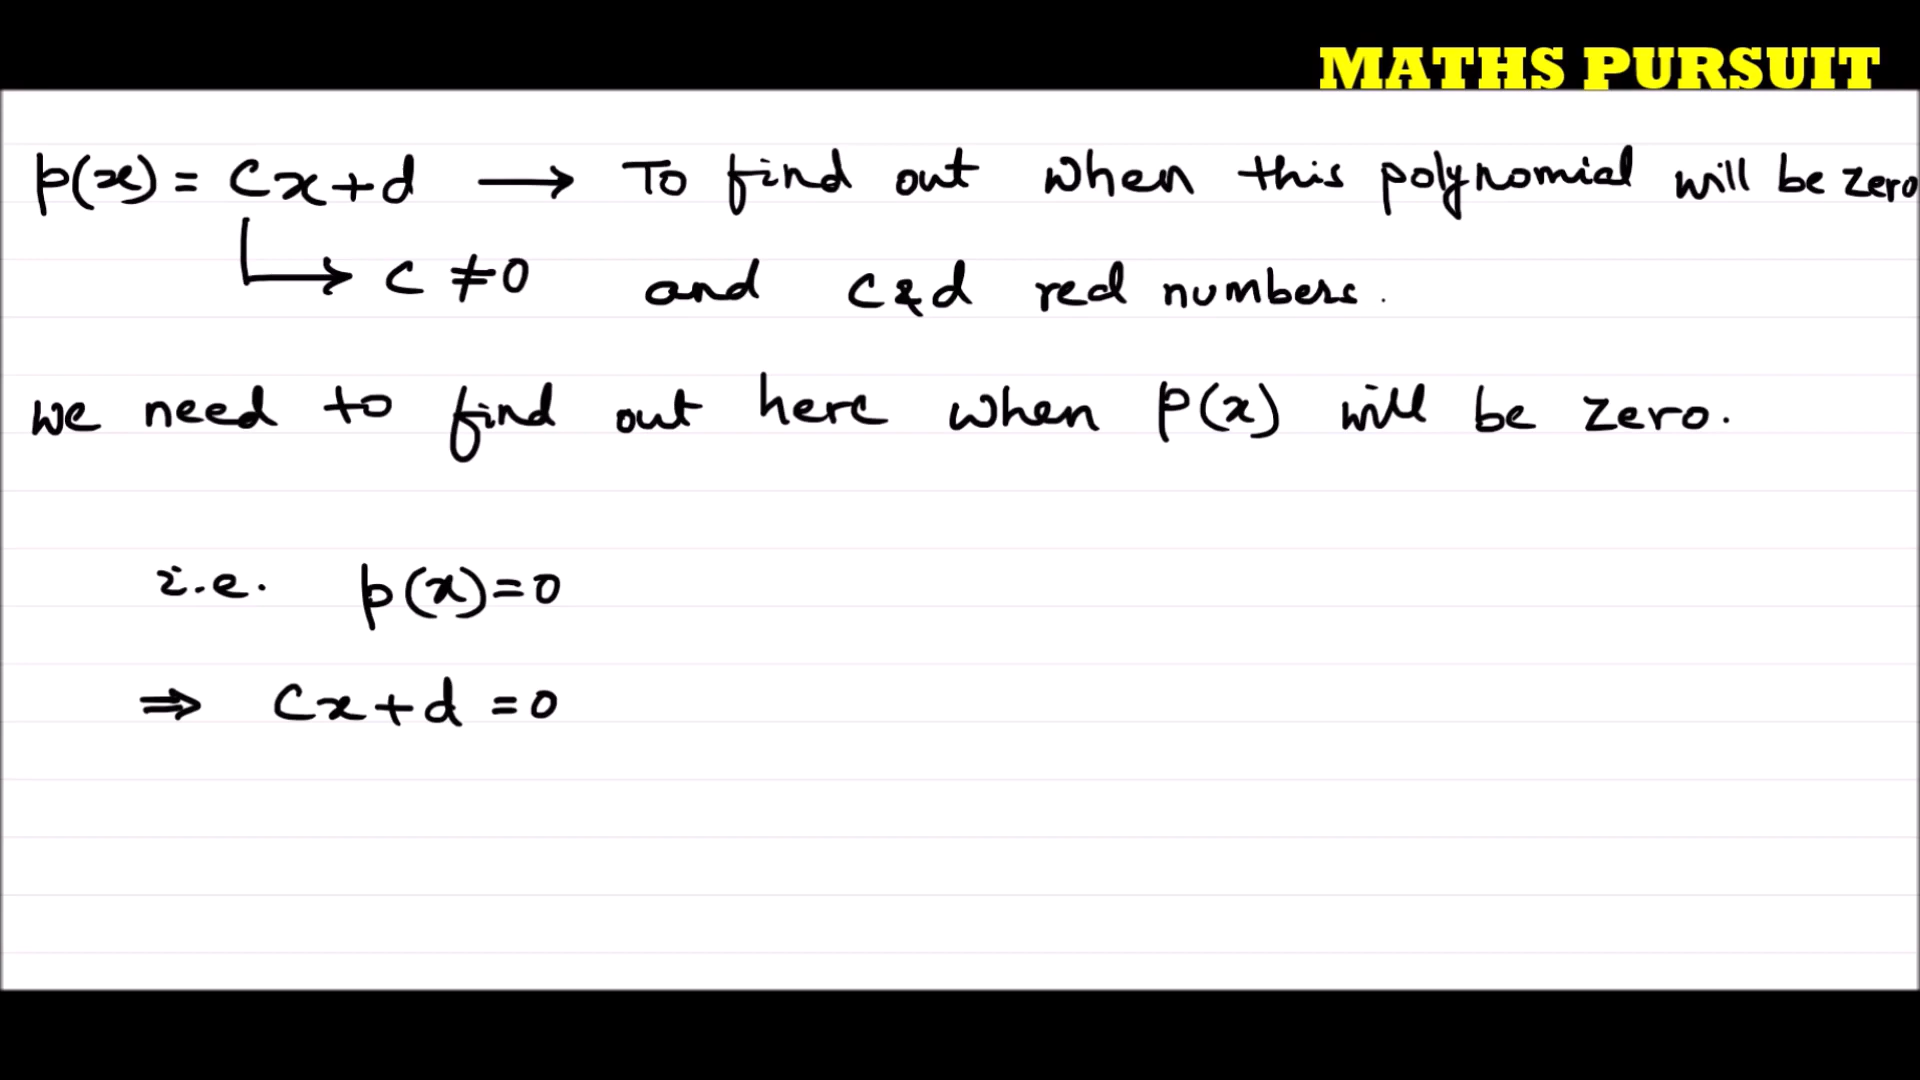 MATHS PURSUIT
p(x) = Cx+d ⟶ To find out when this polynomial will be zero
↳ C ≠ 0 and C & d real numbers.
We need to find out here when P(x) will be zero.
i.e. p(x)=0
⇒ Cx+d = 0